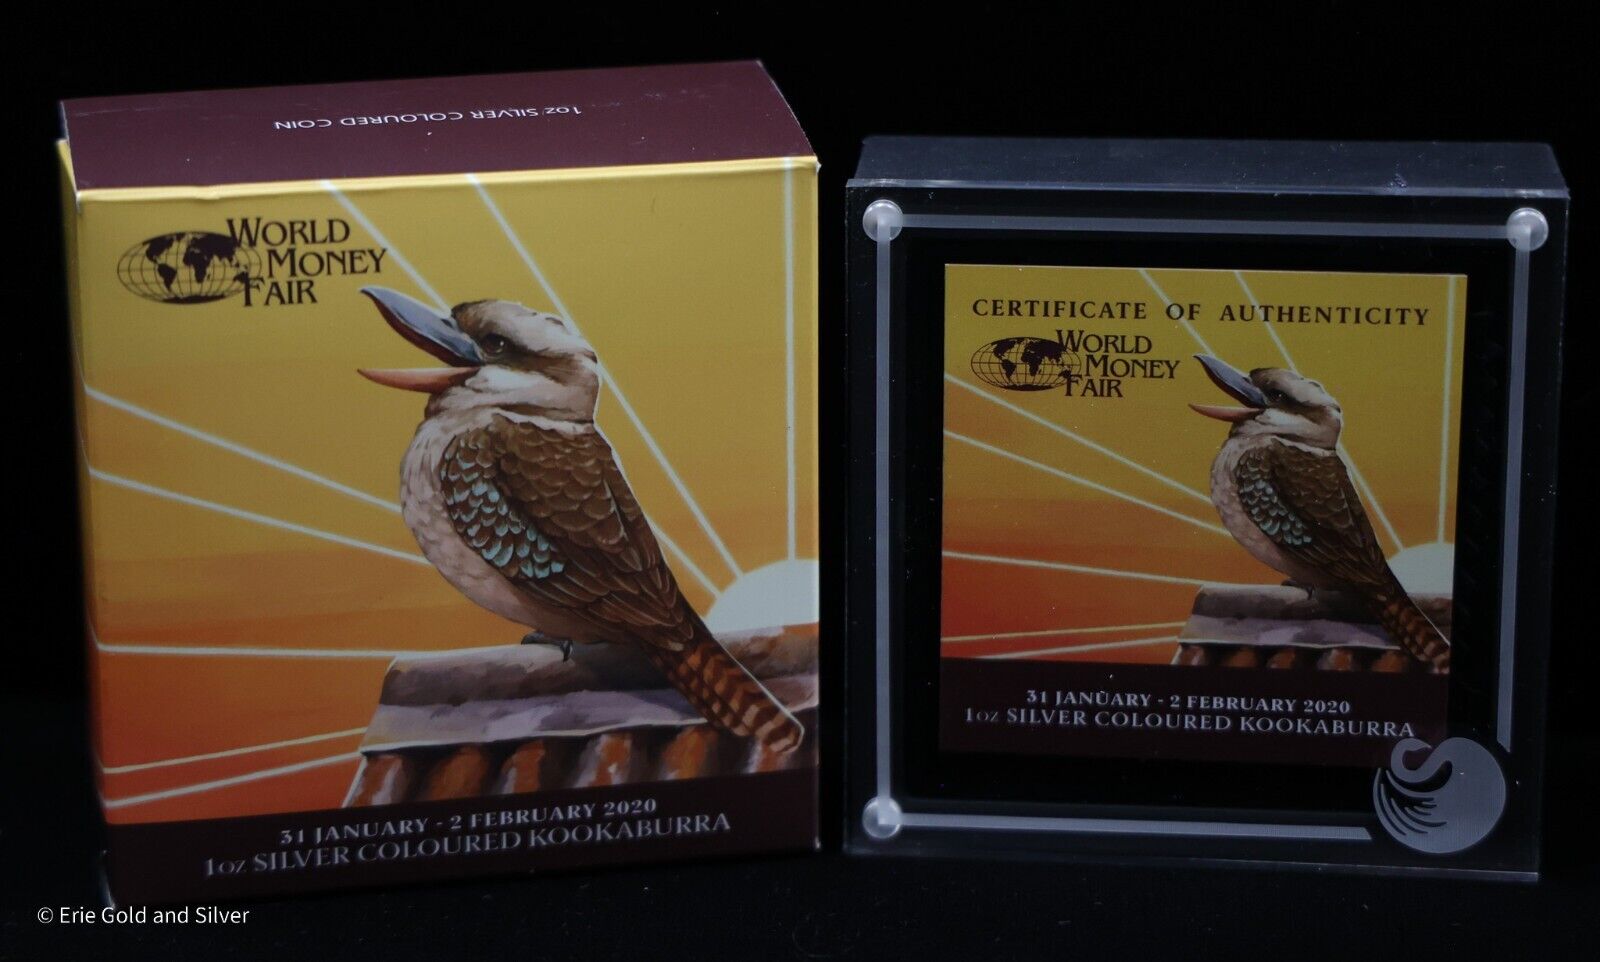 1oz SILVER COLOURED COIN
WORLD
MONEY
FAIR
31 JANUARY - 2 FEBRUARY 2020
1oz SILVER COLOURED KOOKABURRA
CERTIFICATE OF AUTHENTICITY
WORLD
MONEY
FAIR
31 JANUARY - 2 FEBRUARY 2020
1oz SILVER COLOURED KOOKABURRA
© Erie Gold and Silver